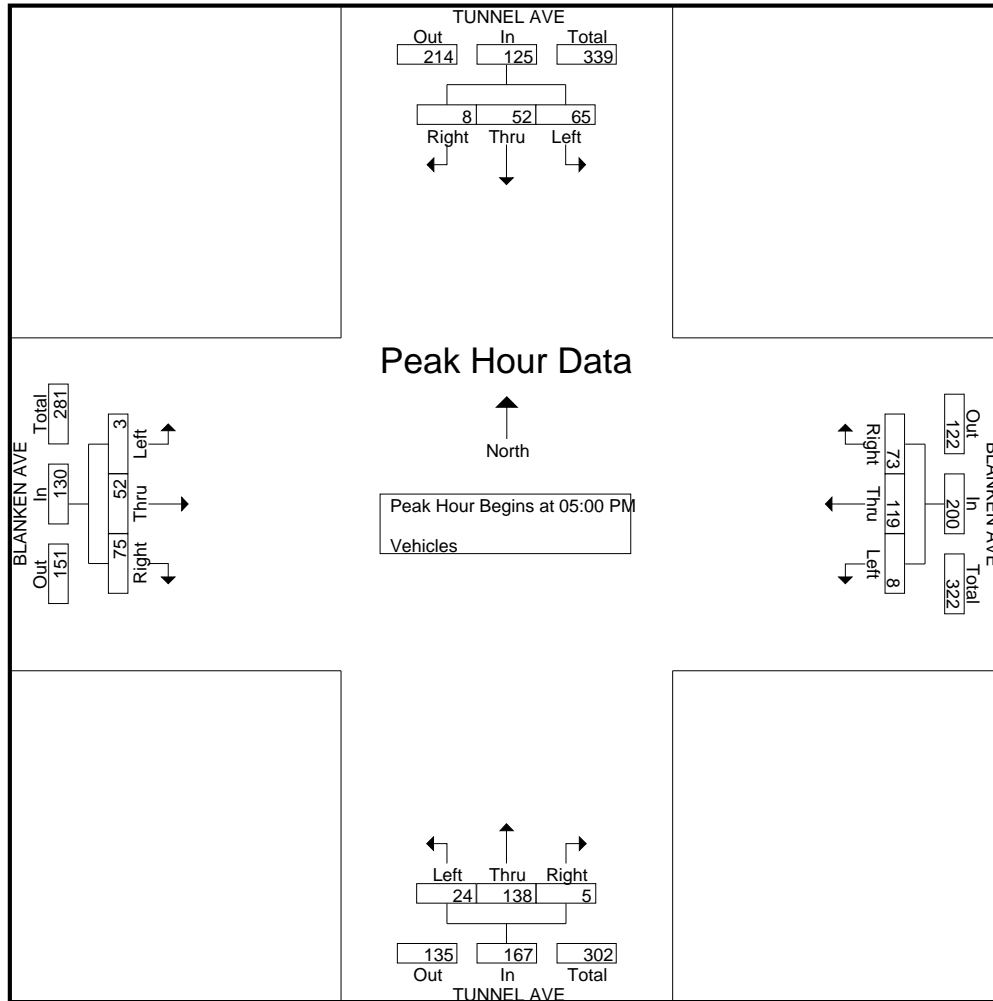 TUNNEL AVE
Out In Total
214 125 339
8 52 65
Right Thru Left
Peak Hour Data
North
Peak Hour Begins at 05:00 PM
Vehicles
BLANKEN AVE
Out In Total
151 130 281
3 52 75
Left Thru Right
BLANKEN AVE
Out In Total
122 200 322
73 119 8
Right Thru Left
Left Thru Right
24 138 5
135 167 302
Out In Total
TUNNEL AVE